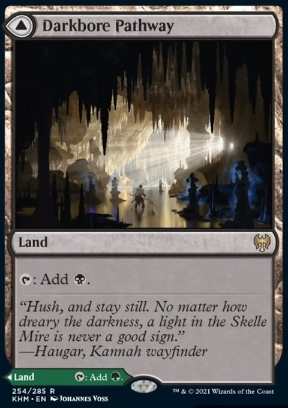 Darkbore Pathway
Land
: Add .
"Hush, and stay still. No matter how
dreary the darkness, a light in the Skelle
Mire is never a good sign."
—Haugar, Kannah wayfinder
Land : Add .
254/285 R
KHM • EN Johannes Voss
™ & © 2021 Wizards of the Coast